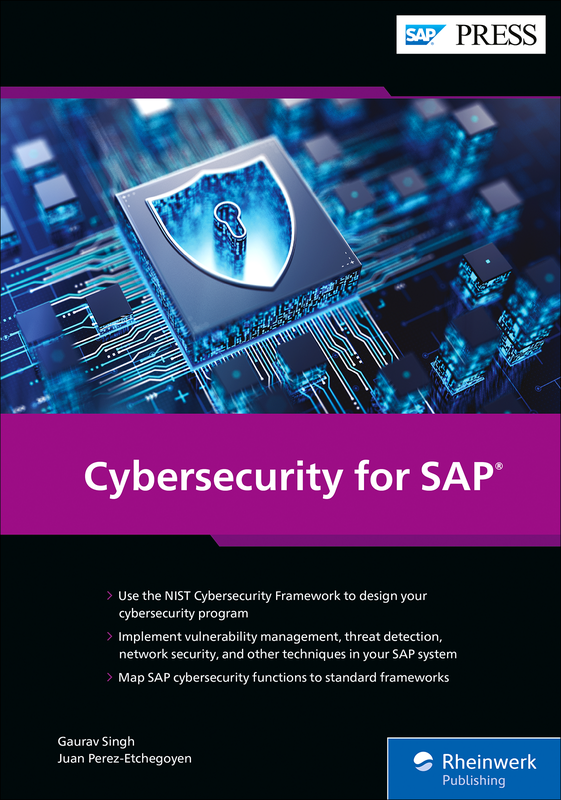 SAP PRESS
Cybersecurity for SAP®
> Use the NIST Cybersecurity Framework to design your
cybersecurity program
> Implement vulnerability management, threat detection,
network security, and other techniques in your SAP system
> Map SAP cybersecurity functions to standard frameworks
Gaurav Singh
Juan Perez-Etchegoyen
Rheinwerk
Publishing